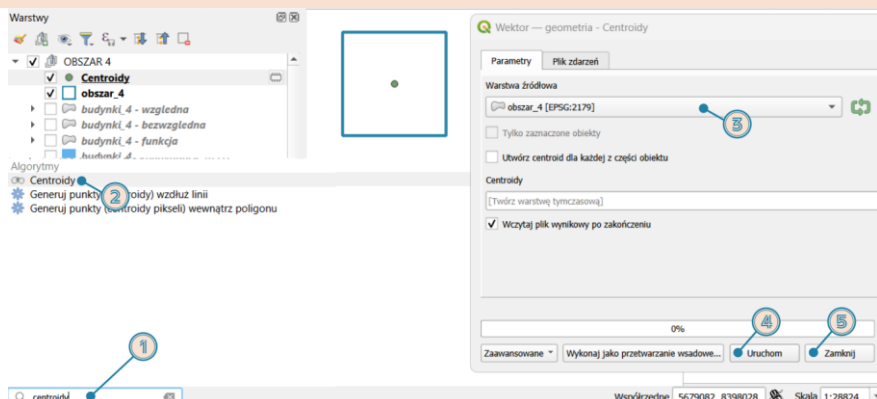 Warstwy
OBSZAR 4
Centroidy
obszar_4
budynki_4 - wzgledna
budynki_4 - bezwzgledna
budynki_4 - funkcja
Algorytmy
Centroidy
2
Generuj punkty oidy) wzdłuż linii
Generuj punkty (centroidy pikseli) wewnątrz poligonu
1
centroidy
Wektor — geometria - Centroidy
Parametry
Plik zdarzeń
Warstwa źródłowa
obszar_4 [EPSG:2179]
3
Tylko zaznaczone obiekty
Utwórz centroid dla każdej z części obiektu
Centroidy
[Twórz warstwę tymczasową]
Wczytaj plik wynikowy po zakończeniu
0%
4
5
Zaawansowane
Wykonaj jako przetwarzanie wsadowe...
Uruchom
Zamknij
Współrzędne 5679082 8398028
Skala 1:28824